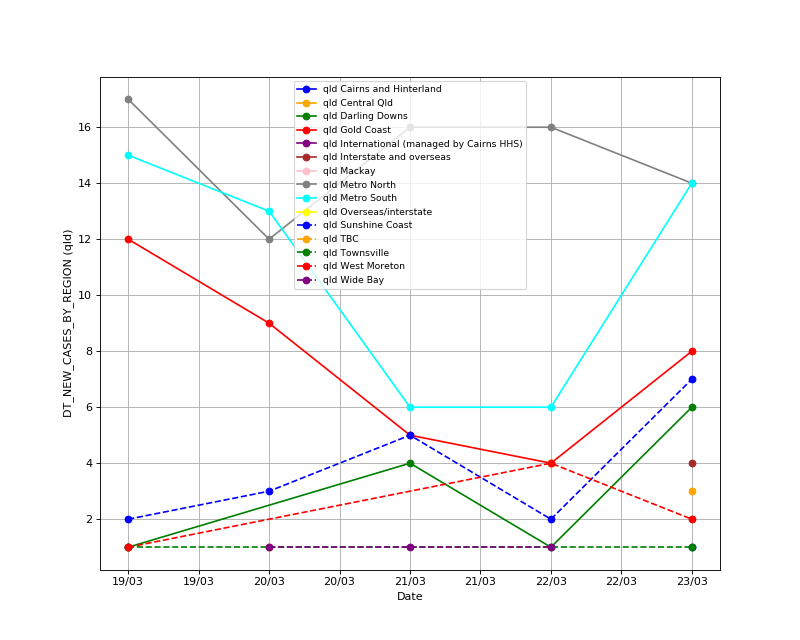 qld Cairns and Hinterland
qld Central Qld
qld Darling Downs
qld Gold Coast
qld International (managed by Cairns HHS)
qld Interstate and overseas
qld Mackay
qld Metro North
qld Metro South
qld Overseas/interstate
qld Sunshine Coast
qld TBC
qld Townsville
qld West Moreton
qld Wide Bay
DT_NEW_CASES_BY_REGION (qld)
16
14
12
10
8
6
4
2
19/03 19/03 20/03 20/03 21/03 21/03 22/03 22/03 23/03
Date